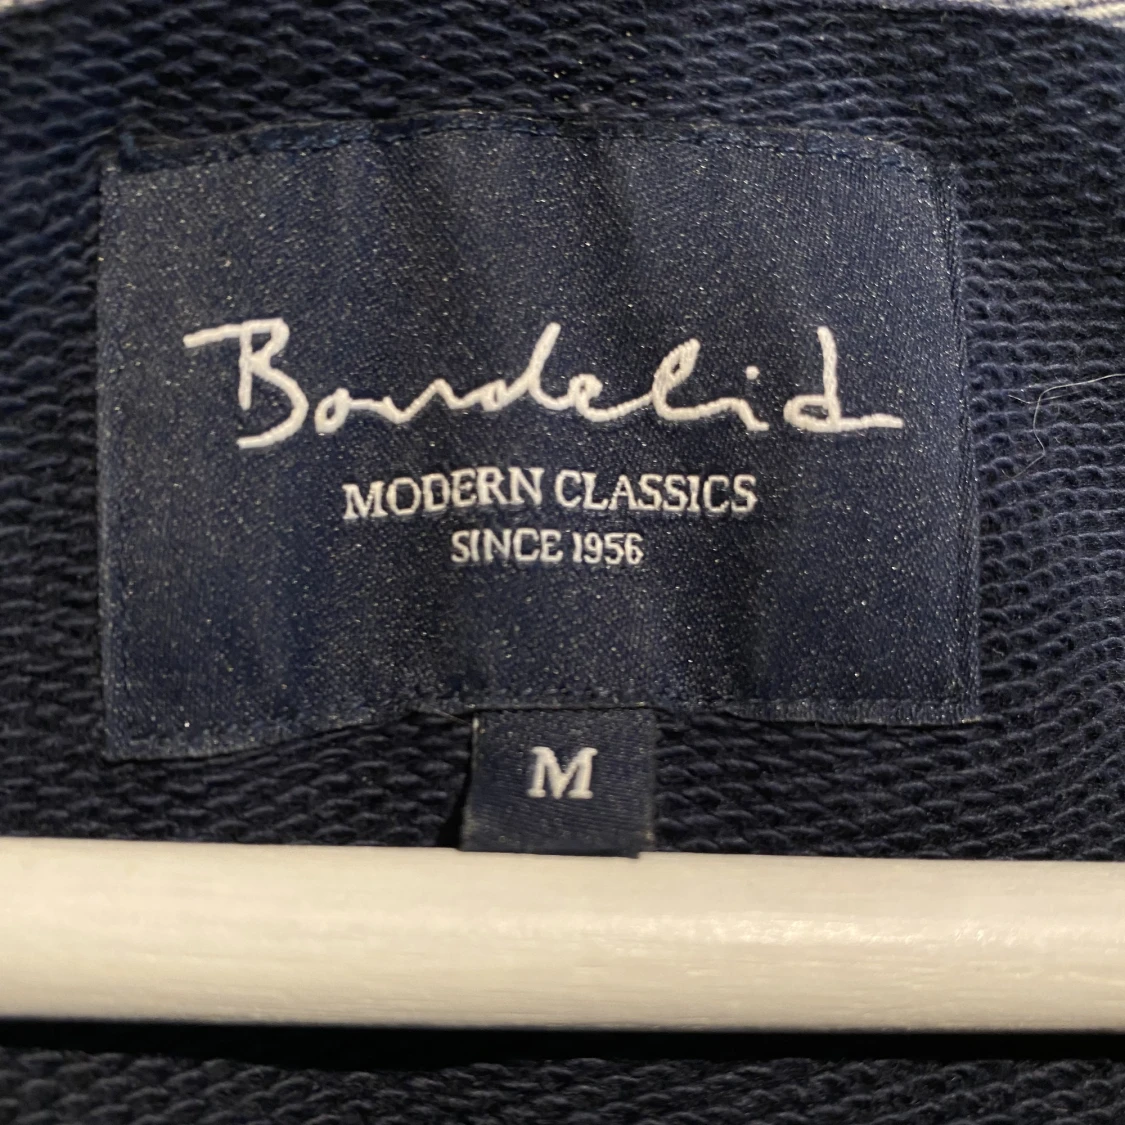 Bondelid
MODERN CLASSICS
SINCE 1956
M